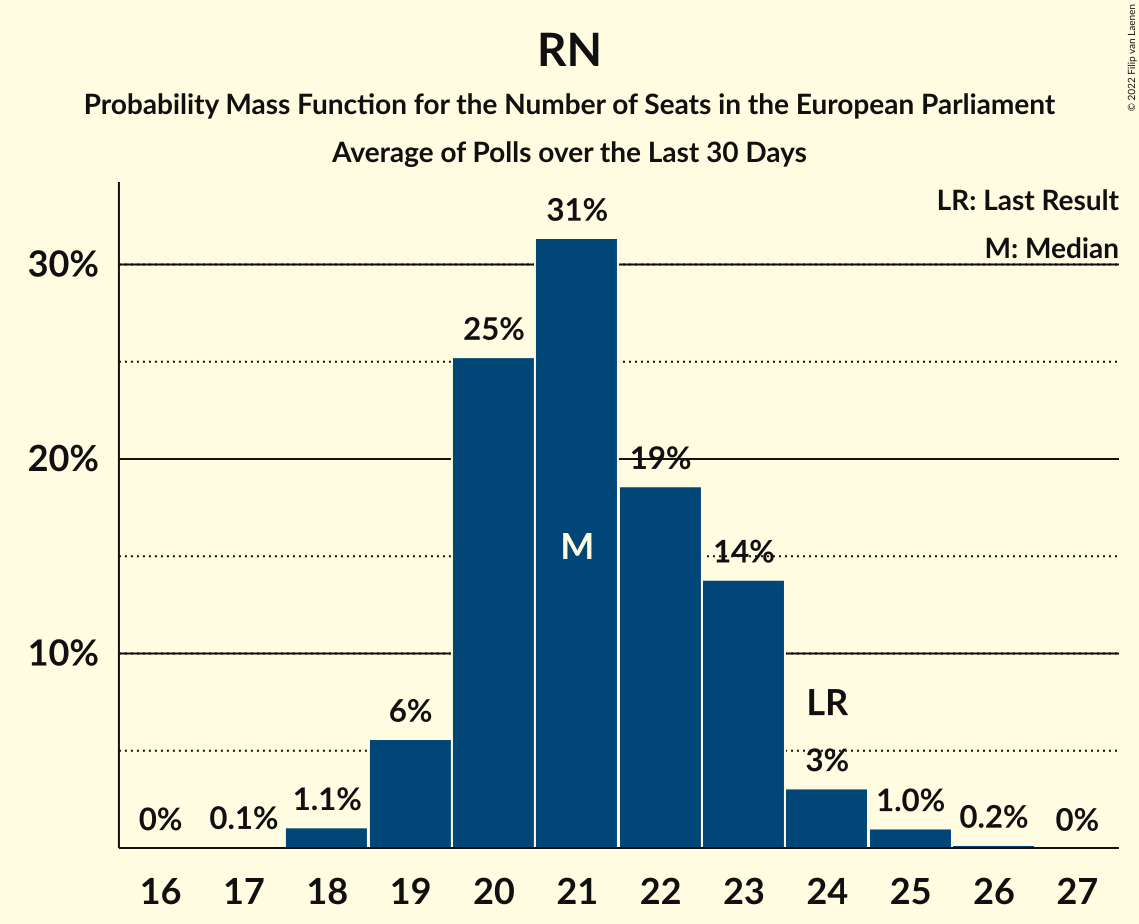 RN
Probability Mass Function for the Number of Seats in the European Parliament
Average of Polls over the Last 30 Days
© 2022 Filip van Laenen
LR: Last Result
M: Median
30%
20%
10%
0%
0.1%
1.1%
6%
25%
31%
M
19%
14%
LR
3%
1.0%
0.2%
0%
16 17 18 19 20 21 22 23 24 25 26 27